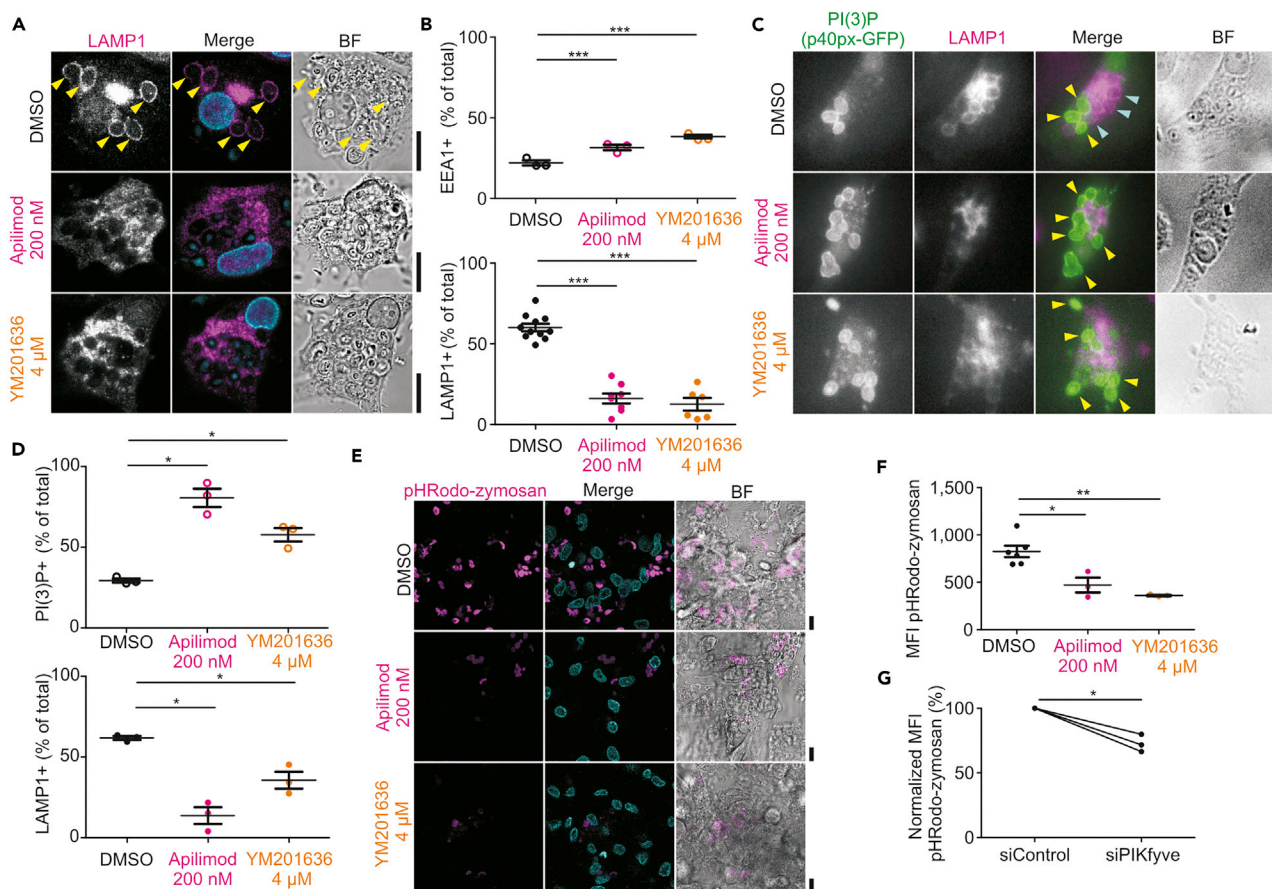 A
LAMP1
Merge
BF
DMSO
Apilimod
200 nM
YM201636
4 µM
B
EEA1+ (% of total)
100
50
0
***
***
DMSO
Apilimod
200 nM
YM201636
4 µM
LAMP1+ (% of total)
100
50
0
***
***
DMSO
Apilimod
200 nM
YM201636
4 µM
C
PI(3)P
(p40px-GFP)
LAMP1
Merge
BF
DMSO
Apilimod
200 nM
YM201636
4 µM
D
PI(3)P+ (% of total)
100
50
0
*
*
DMSO
Apilimod
200 nM
YM201636
4 µM
LAMP1+ (% of total)
100
50
0
*
*
DMSO
Apilimod
200 nM
YM201636
4 µM
E
pHRodo-zymosan
Merge
BF
DMSO
Apilimod
200 nM
YM201636
4 µM
F
MFI pHRodo-zymosan
1,500
1,000
500
0
**
*
DMSO
Apilimod
200 nM
YM201636
4 µM
G
Normalized MFI
pHRodo-zymosan (%)
100
50
0
*
siControl
siPIKfyve